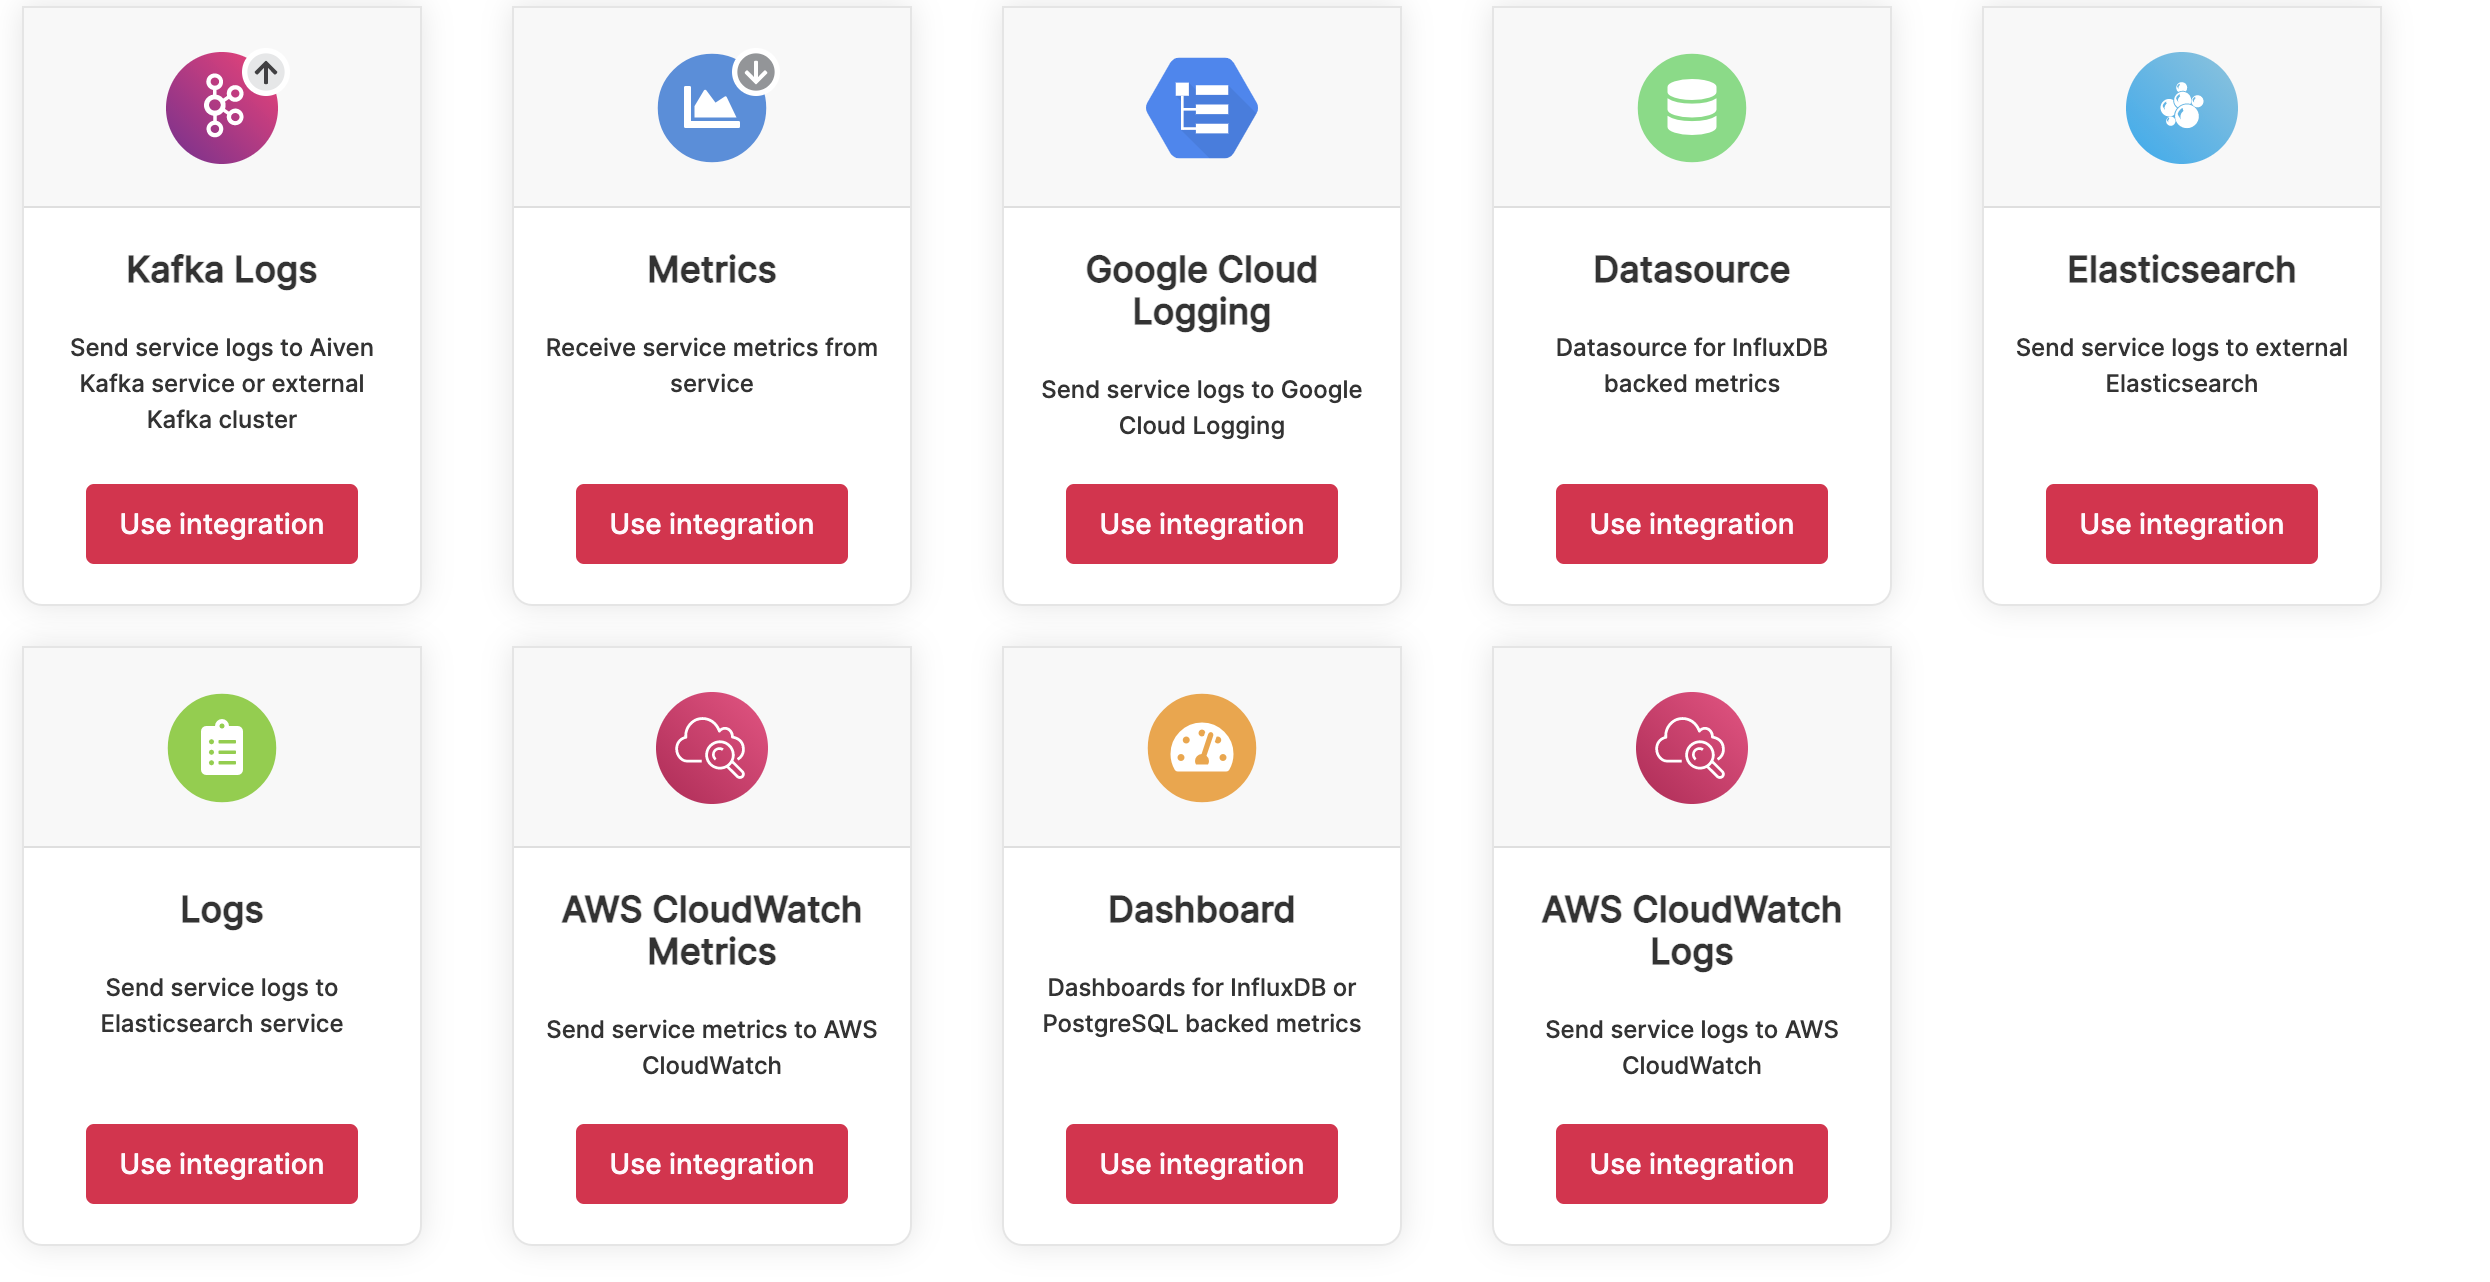 Kafka Logs
Send service logs to Aiven
Kafka service or external
Kafka cluster
Use integration
Metrics
Receive service metrics from
service
Use integration
Google Cloud
Logging
Send service logs to Google
Cloud Logging
Use integration
Datasource
Datasource for InfluxDB
backed metrics
Use integration
Elasticsearch
Send service logs to external
Elasticsearch
Use integration
Logs
Send service logs to
Elasticsearch service
Use integration
AWS CloudWatch
Metrics
Send service metrics to AWS
CloudWatch
Use integration
Dashboard
Dashboards for InfluxDB or
PostgreSQL backed metrics
Use integration
AWS CloudWatch
Logs
Send service logs to AWS
CloudWatch
Use integration